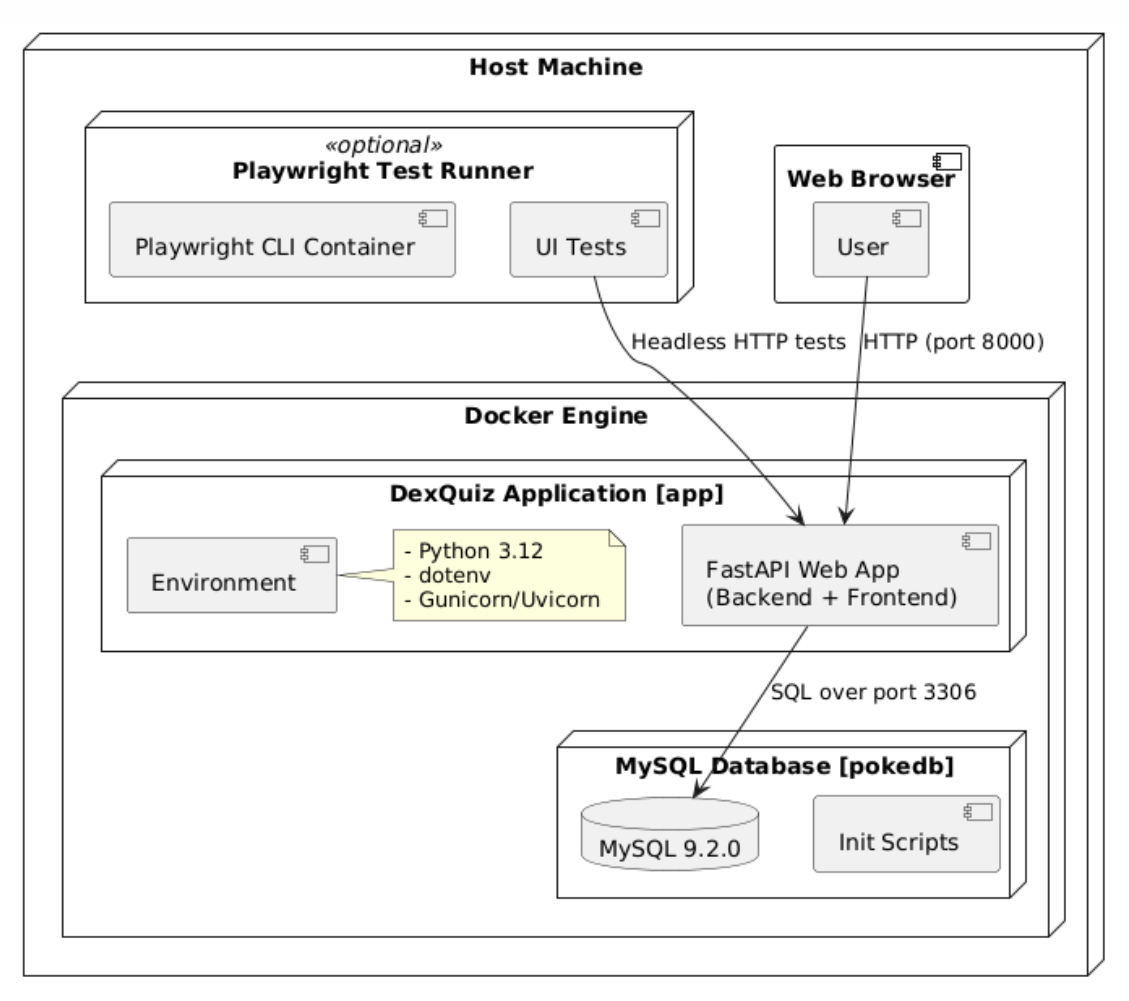 Host Machine
«optional»
Playwright Test Runner
Playwright CLI Container
UI Tests
Web Browser
User
Headless HTTP tests
HTTP (port 8000)
Docker Engine
DexQuiz Application [app]
Environment
- Python 3.12
- dotenv
- Gunicorn/Uvicorn
FastAPI Web App
(Backend + Frontend)
SQL over port 3306
MySQL Database [pokedb]
MySQL 9.2.0
Init Scripts